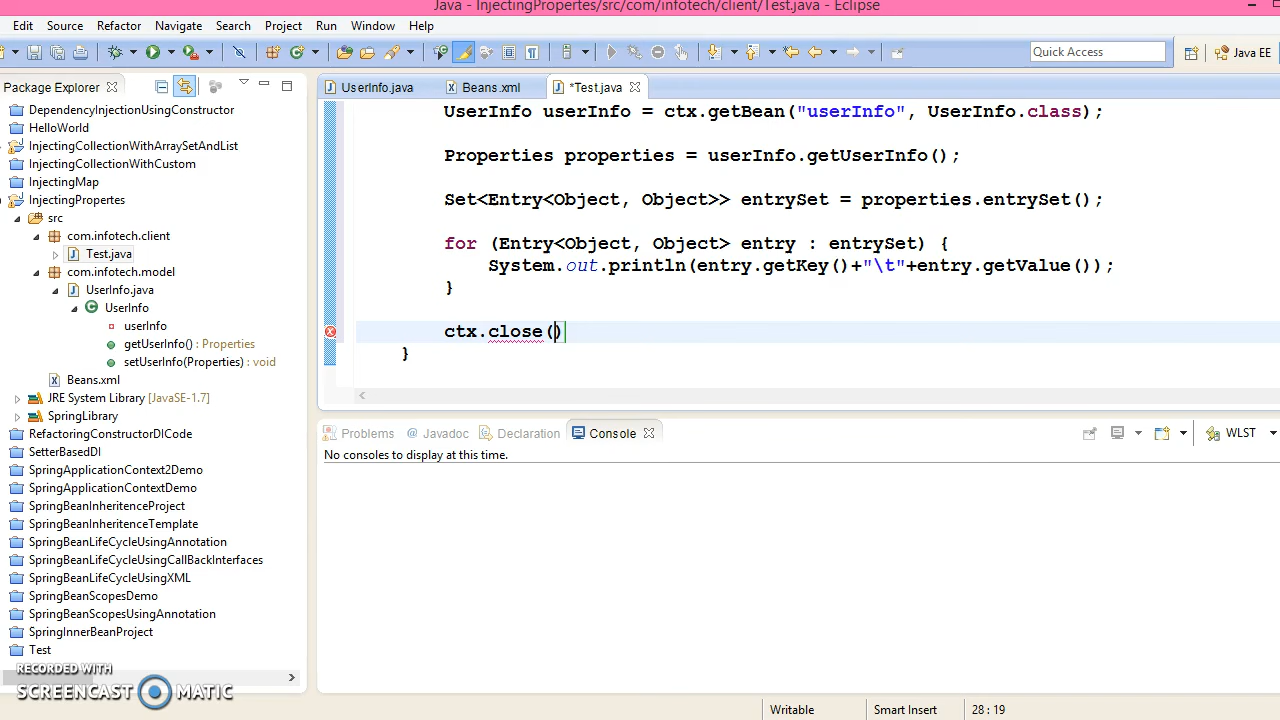 Java - InjectingPropertes/src/com/infotech/client/Test.java - Eclipse
Edit Source Refactor Navigate Search Project Run Window Help
Quick Access
Java EE
Package Explorer
UserInfo.java
Beans.xml
*Test.java
DependencyInjectionUsingConstructor
HelloWorld
InjectingCollectionWithArraySetAndList
InjectingCollectionWithCustom
InjectingMap
InjectingPropertes
src
com.infotech.client
Test.java
com.infotech.model
UserInfo.java
UserInfo
userInfo
getUserInfo() : Properties
setUserInfo(Properties) : void
Beans.xml
JRE System Library [JavaSE-1.7]
SpringLibrary
RefactoringConstructorDICode
SetterBasedDI
SpringApplicationContext2Demo
SpringApplicationContextDemo
SpringBeanInheritenceProject
SpringBeanInheritenceTemplate
SpringBeanLifeCycleUsingAnnotation
SpringBeanLifeCycleUsingCallBackInterfaces
SpringBeanLifeCycleUsingXML
SpringBeanScopesDemo
SpringBeanScopesUsingAnnotation
SpringInnerBeanProject
Test
UserInfo userInfo = ctx.getBean("userInfo", UserInfo.class);
Properties properties = userInfo.getUserInfo();
Set<Entry<Object, Object>> entrySet = properties.entrySet();
for (Entry<Object, Object> entry : entrySet) {
System.out.println(entry.getKey()+"\t"+entry.getValue());
}
ctx.close()
}
Problems
Javadoc
Declaration
Console
WLST
No consoles to display at this time.
RECORDED WITH
SCREENCAST MATIC
Writable
Smart Insert
28 : 19